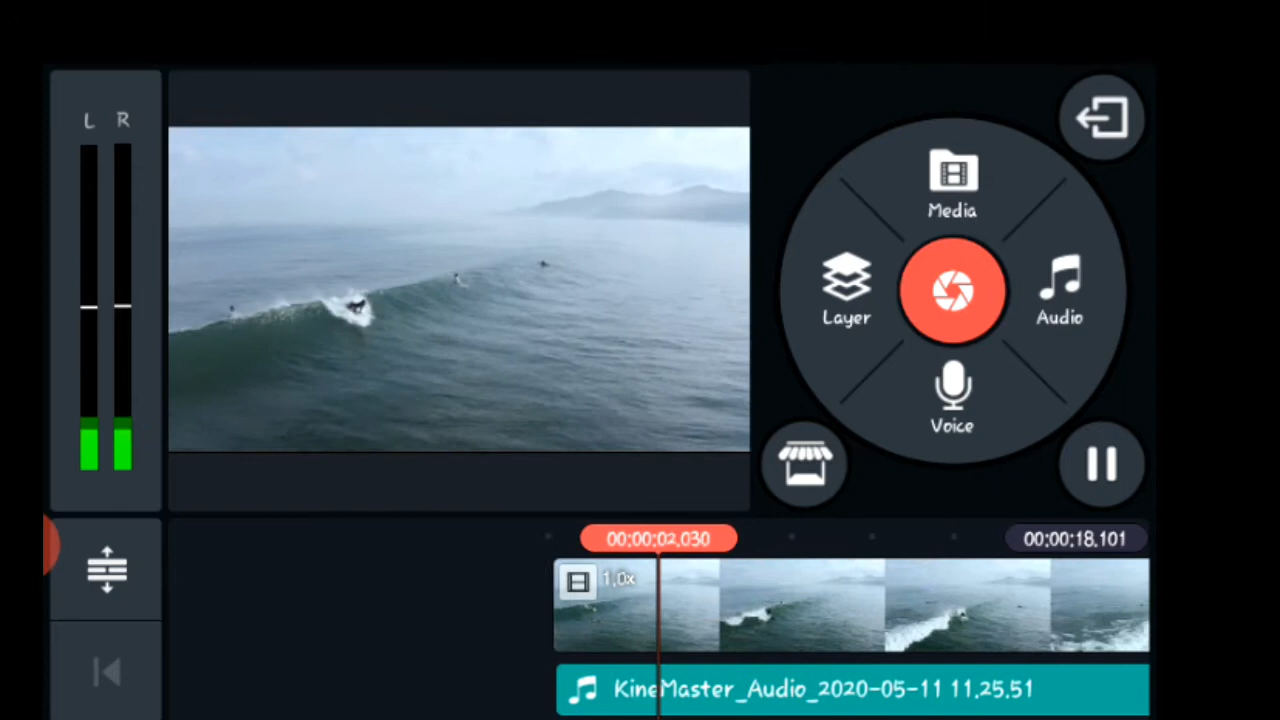 L R
Media
Layer
Audio
Voice
00:00:02.030
00:00:18.101
1.0x
KineMaster_Audio_2020-05-11 11.25.51